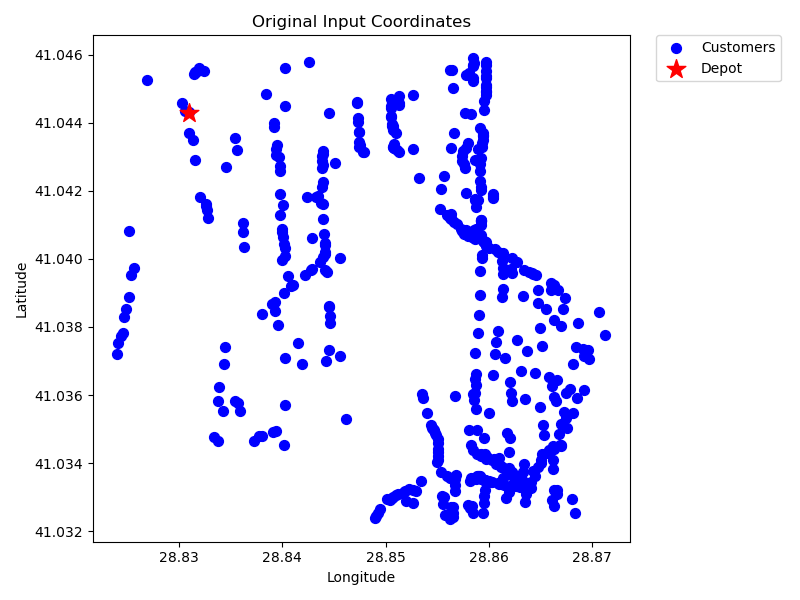 Original Input Coordinates
Customers
Depot
Latitude
41.046
41.044
41.042
41.040
41.038
41.036
41.034
41.032
28.83 28.84 28.85 28.86 28.87
Longitude